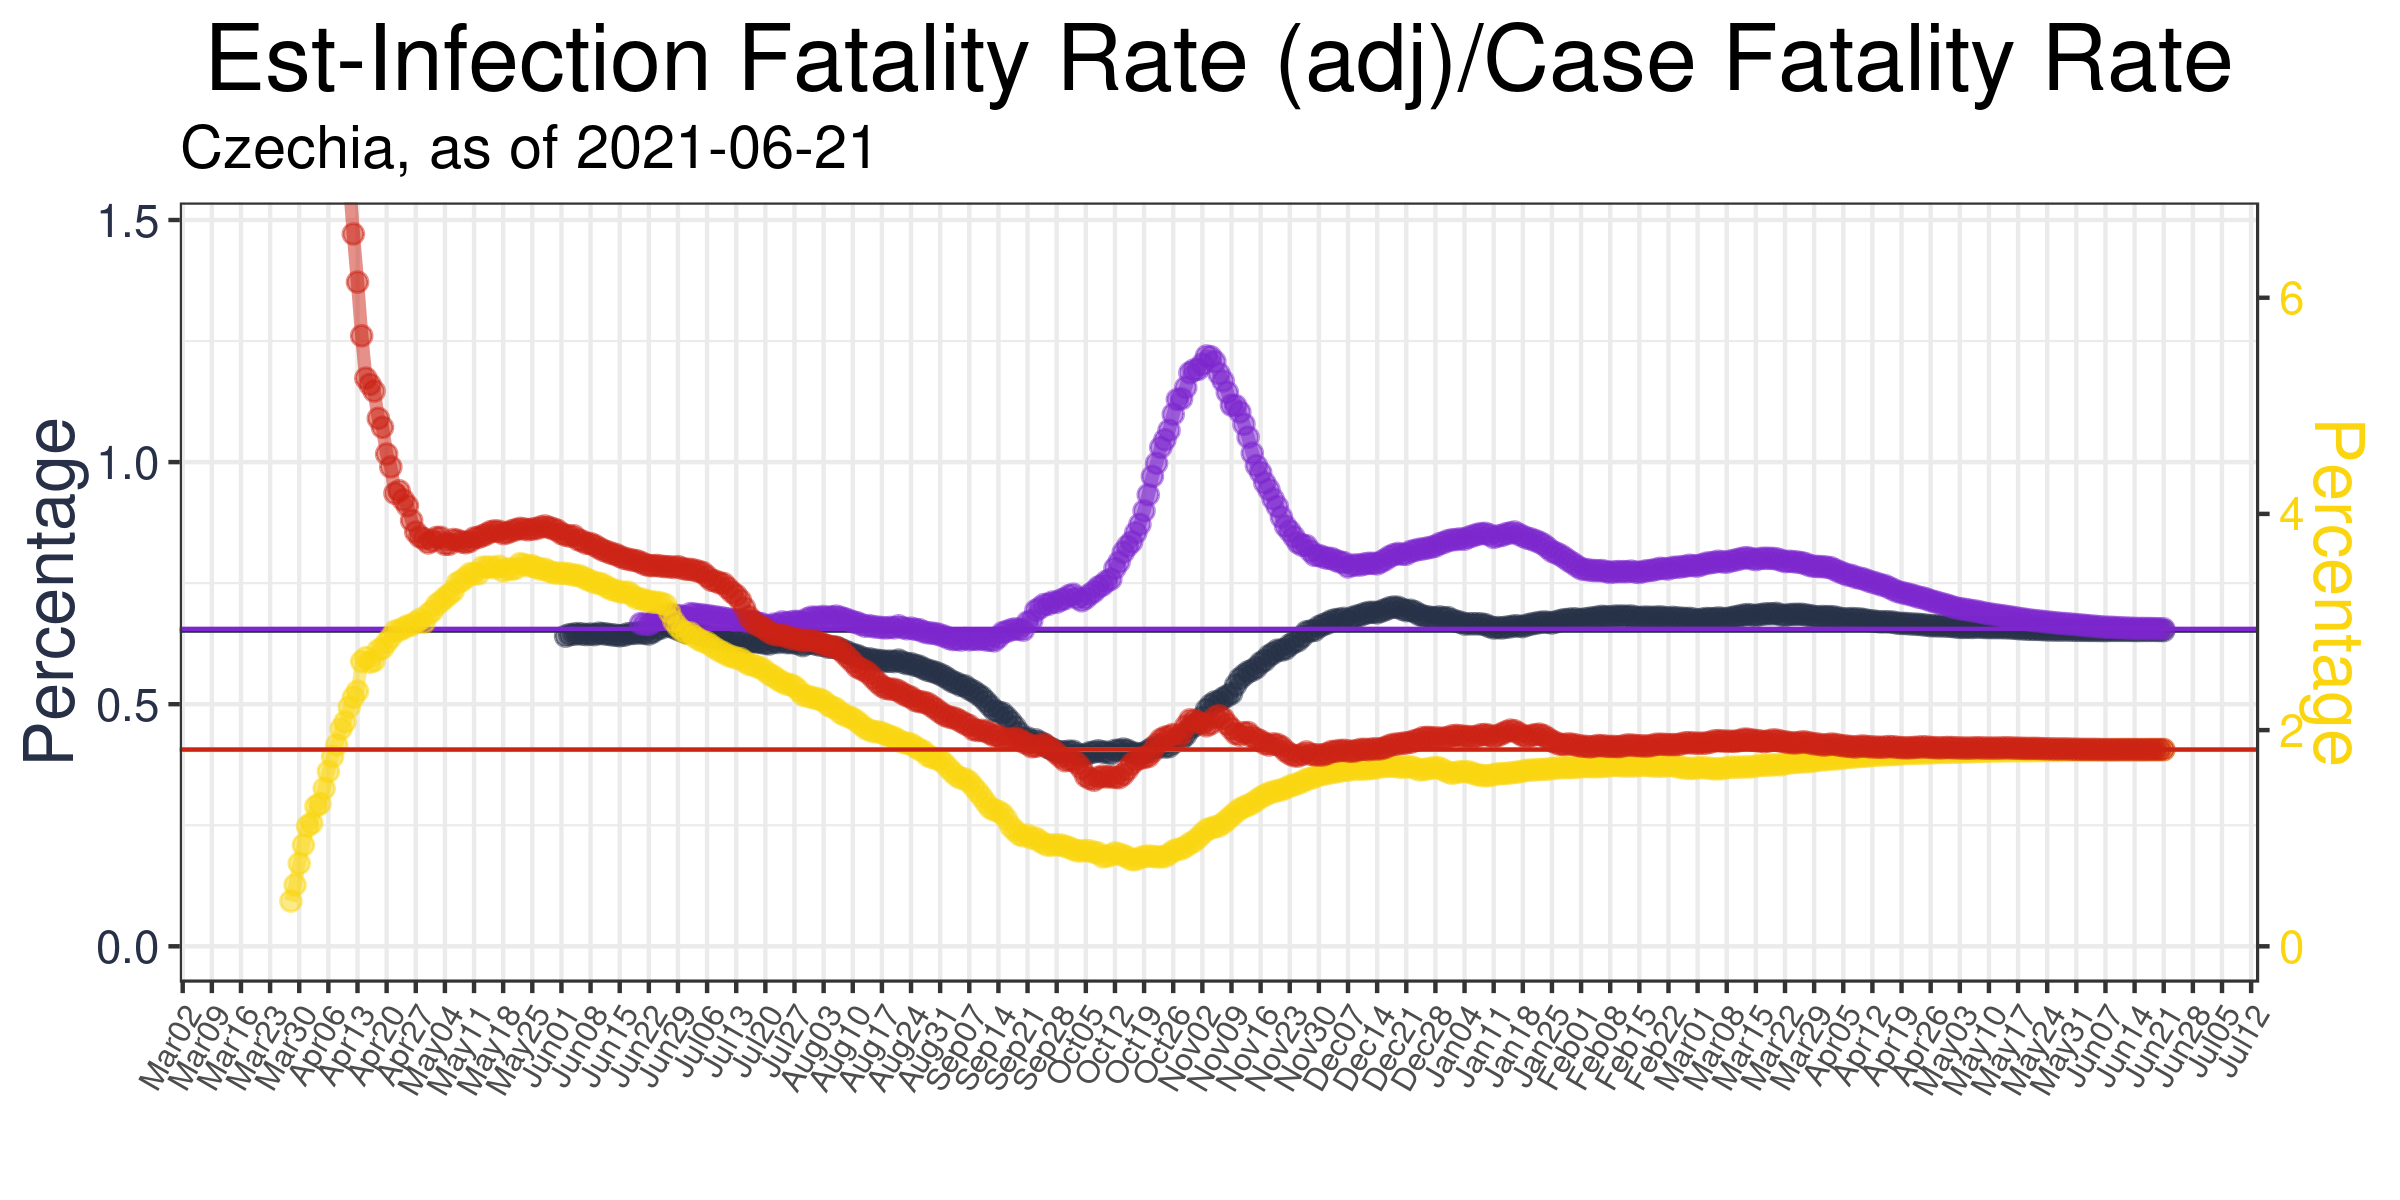 Est-Infection Fatality Rate (adj)/Case Fatality Rate
Czechia, as of 2021-06-21
Percentage
1.5
1.0
0.5
0.0
6
4
2
0
Percentage
Mar02
Mar09
Mar16
Mar23
Mar30
Apr06
Apr13
Apr20
Apr27
May04
May11
May18
May25
Jun01
Jun08
Jun15
Jun22
Jun29
Jul06
Jul13
Jul20
Jul27
Aug03
Aug10
Aug17
Aug24
Aug31
Sep07
Sep14
Sep21
Sep28
Oct05
Oct12
Oct19
Oct26
Nov02
Nov09
Nov16
Nov23
Nov30
Dec07
Dec14
Dec21
Dec28
Jan04
Jan11
Jan18
Jan25
Feb01
Feb08
Feb15
Feb22
Mar01
Mar08
Mar15
Mar22
Mar29
Apr05
Apr12
Apr19
Apr26
May03
May10
May17
May24
May31
Jun07
Jun14
Jun21
Jun28
Jul05
Jul12